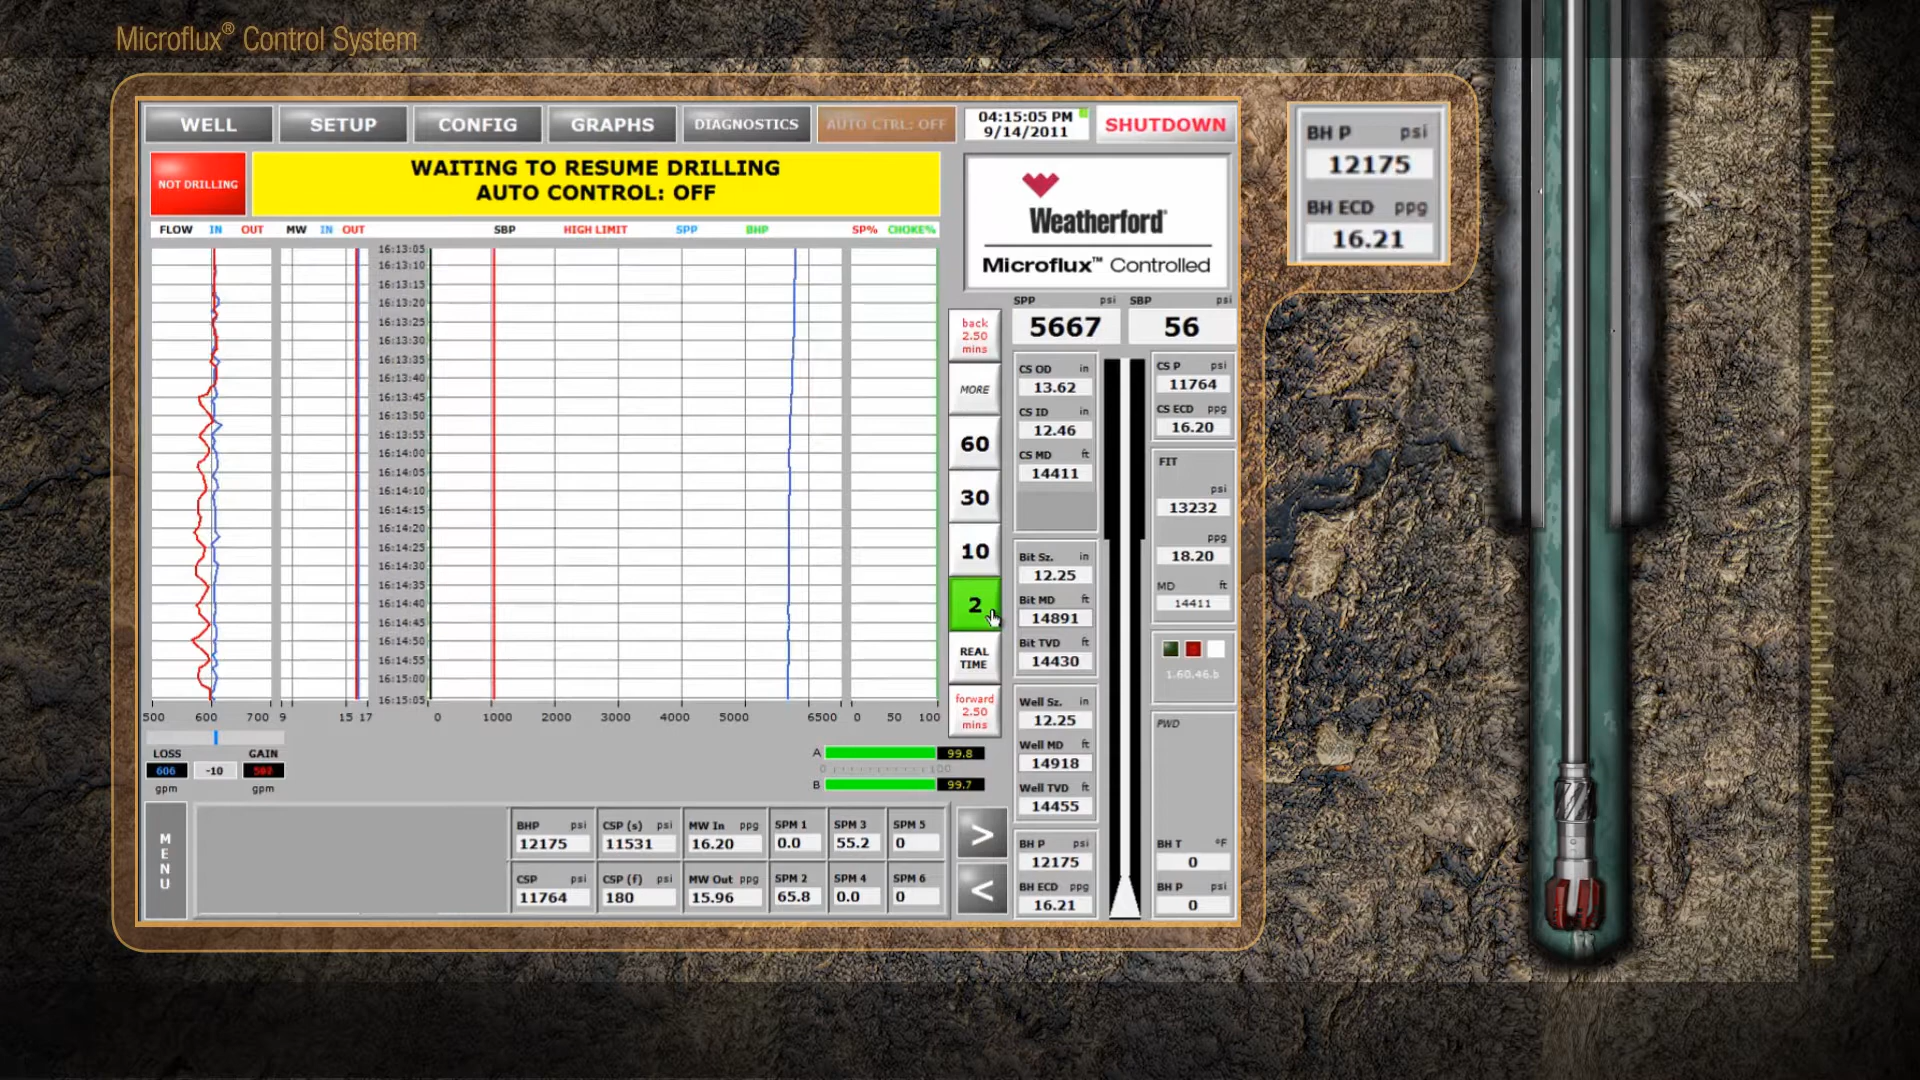 Microflux® Control System
WELL
SETUP
CONFIG
GRAPHS
DIAGNOSTICS
AUTO CTRL: OFF
04:15:05 PM
9/14/2011
SHUTDOWN
NOT DRILLING
WAITING TO RESUME DRILLING
AUTO CONTROL: OFF
Weatherford®
Microflux™ Controlled
BH P psi
12175
BH ECD ppg
16.21
FLOW IN OUT MW IN OUT SBP HIGH LIMIT SPP BHP SP% CHOKE%
16:13:05
16:13:10
16:13:15
16:13:20
16:13:25
16:13:30
16:13:35
16:13:40
16:13:45
16:13:50
16:13:55
16:14:00
16:14:05
16:14:10
16:14:15
16:14:20
16:14:25
16:14:30
16:14:35
16:14:40
16:14:45
16:14:50
16:14:55
16:15:00
16:15:05
500 600 700 9 15 17 0 1000 2000 3000 4000 5000 6500 0 50 100
back
2.50
mins
MORE
60
30
10
2
REAL
TIME
forward
2.50
mins
SPP psi SBP psi
5667 56
CS OD in
13.62
CS ID in
12.46
CS MD ft
14411
CS P psi
11764
CS ECD ppg
16.20
FIT
psi
13232
ppg
18.20
MD ft
14411
Bit Sz. in
12.25
Bit MD ft
14891
Bit TVD ft
14430
1.60.46.b
Well Sz. in
12.25
Well MD ft
14918
Well TVD ft
14455
PWD
BH P psi
12175
BH ECD ppg
16.21
BH T °F
0
BH P psi
0
LOSS GAIN
606 -10 597
gpm gpm
A 99.8
0 100
B 99.7
MENU
BHP psi
12175
CSP (s) psi
11531
MW In ppg
16.20
SPM 1
0.0
SPM 3
55.2
SPM 5
0
>
CSP psi
11764
CSP (f) psi
180
MW Out ppg
15.96
SPM 2
65.8
SPM 4
0.0
SPM 6
0
<